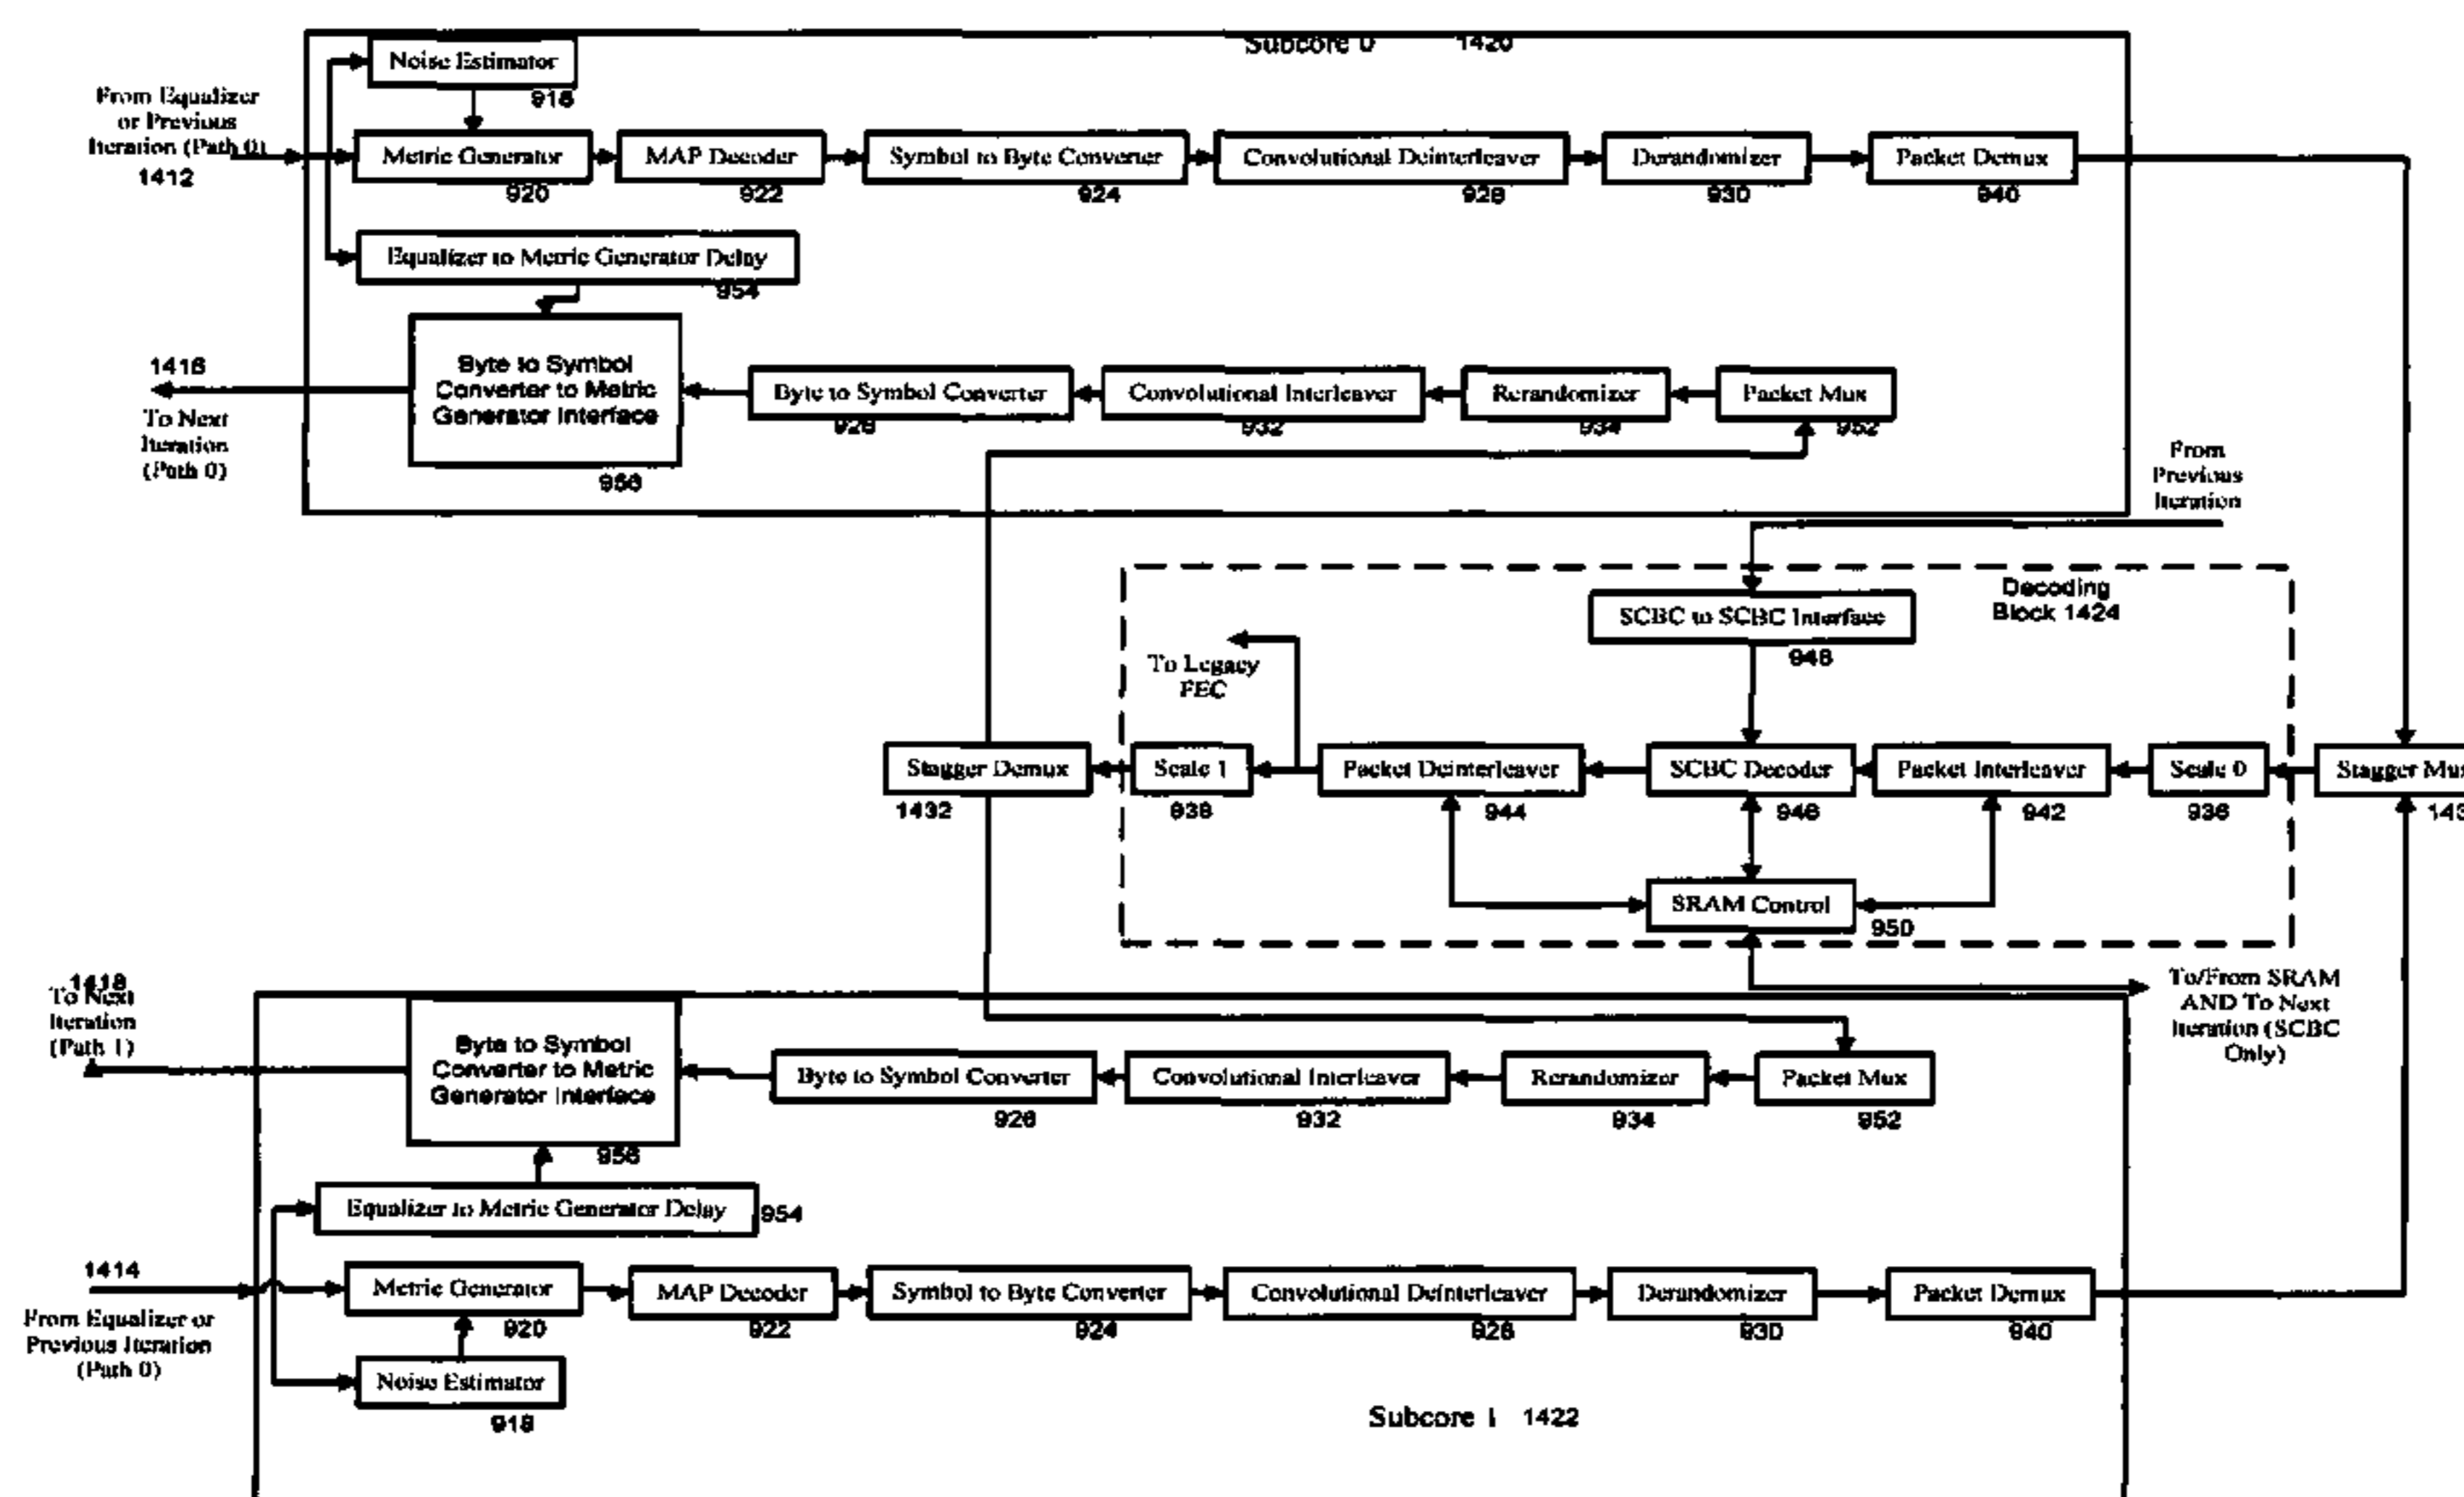 Subcore 0 1420
Noise Estimator
918
From Equalizer
or Previous
Iteration (Path 0)
1412
Metric Generator
920
MAP Decoder
922
Symbol to Byte Converter
924
Convolutional Deinterleaver
928
Derandomizer
930
Packet Demux
940
Equalizer to Metric Generator Delay
954
Byte to Symbol
Converter to Metric
Generator Interface
956
1416
To Next
Iteration
(Path 0)
Byte to Symbol Converter
926
Convolutional Interleaver
932
Rerandomizer
934
Packet Mux
952
From
Previous
Iteration
Decoding
Block 1424
SCBC to SCBC Interface
948
To Legacy
FEC
Stagger Demux
1432
Scale 1
938
Packet Deinterleaver
944
SCBC Decoder
946
Packet Interleaver
942
Scale 0
936
Stagger
SRAM Control
950
To/From SRAM
AND To Next
Iteration (SCBC
Only)
1418
To Next
Iteration
(Path 1)
Byte to Symbol
Converter to Metric
Generator Interface
956
Byte to Symbol Converter
926
Convolutional Interleaver
932
Rerandomizer
934
Packet Mux
952
Equalizer to Metric Generator Delay
954
1414
From Equalizer or
Previous Iteration
(Path 0)
Metric Generator
920
MAP Decoder
922
Symbol to Byte Converter
924
Convolutional Deinterleaver
928
Derandomizer
930
Packet Demux
940
Noise Estimator
918
Subcore 1 1422